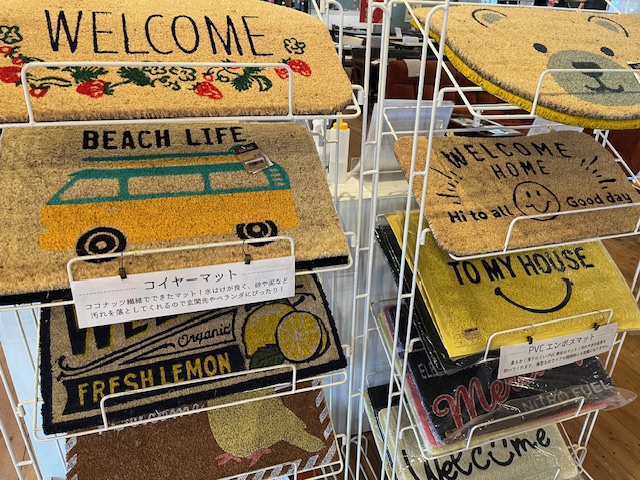 WELCOME
BEACH LIFE
コイヤーマット
ココナッツ繊維でできたマット！水はけが良く、砂や泥など
汚れを落としてくれるので玄関先やベランダにぴったり！
Organic
FRESH LEMON
WELCOME
HOME
Hi to all
Good day
TO MY HOUSE
PVCエンボスマット
Welcome